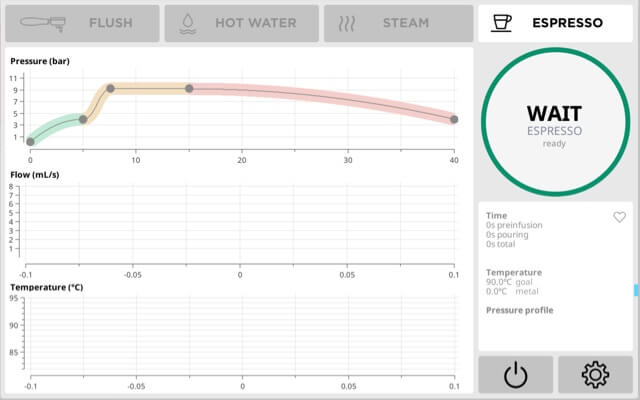 FLUSH
HOT WATER
STEAM
ESPRESSO
Pressure (bar)
11
9
7
5
3
1
0
10
20
30
40
Flow (mL/s)
8
7
6
5
4
3
2
1
-0.1
-0.05
0
0.05
0.1
Temperature (°C)
95
90
85
-0.1
-0.05
0
0.05
0.1
WAIT
ESPRESSO
ready
Time
0s preinfusion
0s pouring
0s total
Temperature
90.0°C goal
0.0°C metal
Pressure profile